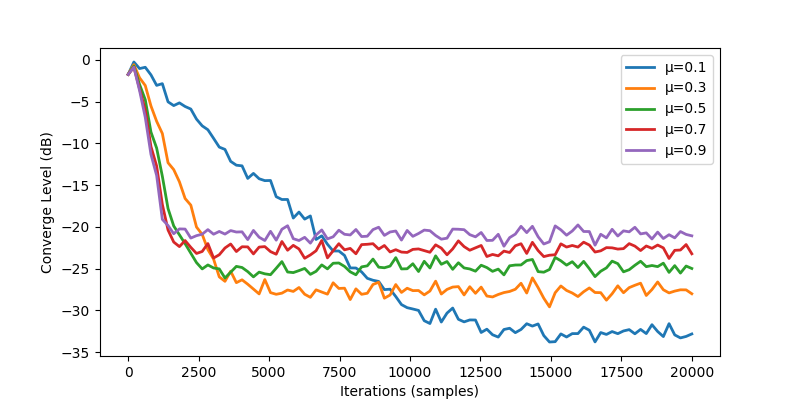 0
−5
−10
−15
−20
−25
−30
−35
Converge Level (dB)
μ=0.1
μ=0.3
μ=0.5
μ=0.7
μ=0.9
0 2500 5000 7500 10000 12500 15000 17500 20000
Iterations (samples)